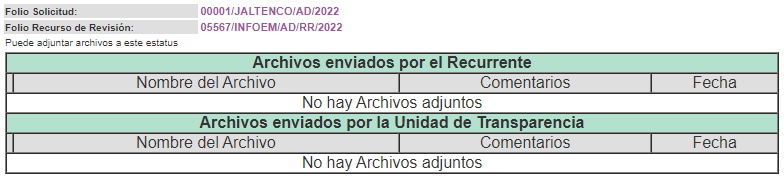 Folio Solicitud: 00001/JALTENCO/AD/2022
Folio Recurso de Revisión: 05567/INFOEM/AD/RR/2022
Puede adjuntar archivos a este estatus
Archivos enviados por el Recurrente
Nombre del Archivo Comentarios Fecha
No hay Archivos adjuntos
Archivos enviados por la Unidad de Transparencia
Nombre del Archivo Comentarios Fecha
No hay Archivos adjuntos